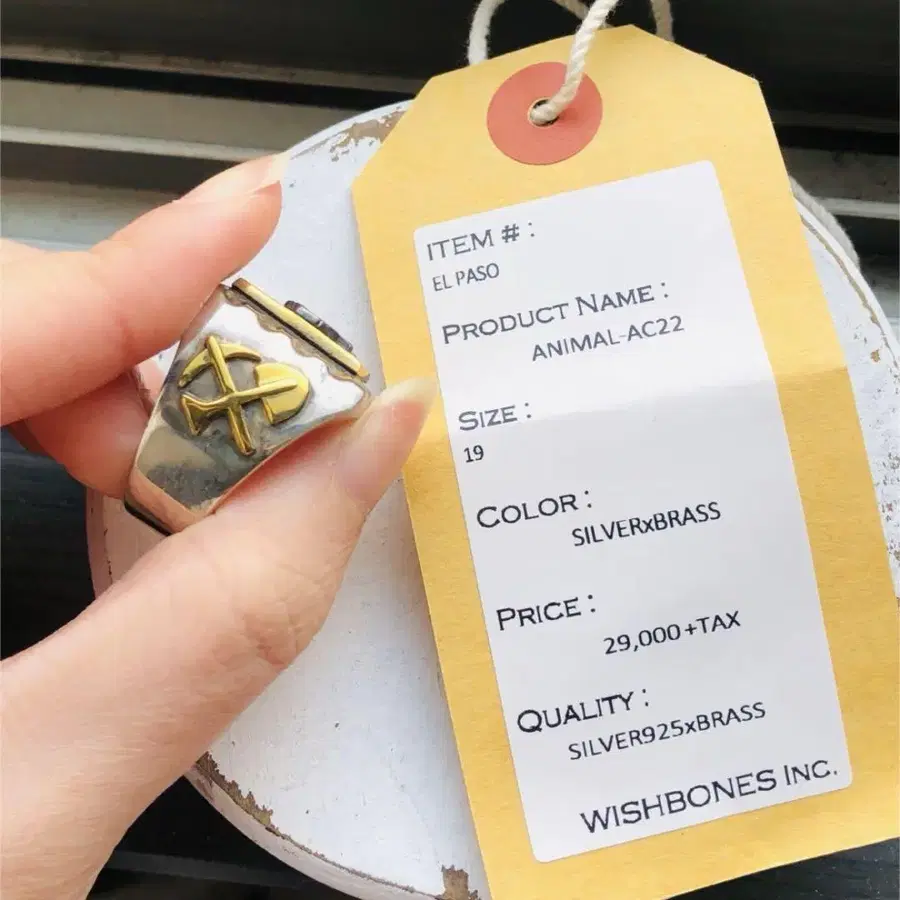 ITEM # :
EL PASO
PRODUCT NAME :
ANIMAL-AC22
SIZE :
19
COLOR :
SILVERxBRASS
PRICE :
29,000+TAX
QUALITY :
SILVER925xBRASS
WISHBONES INC.